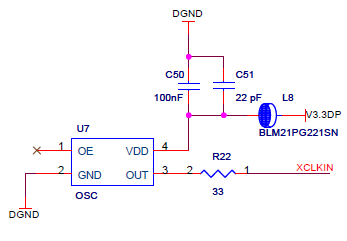 DGND
C50
C51
100nF
22 pF
L8
V3.3DP
BLM21PG221SN
U7
1 OE VDD 4
2 GND OUT 3
OSC
R22
2 1
33
XCLKIN
DGND